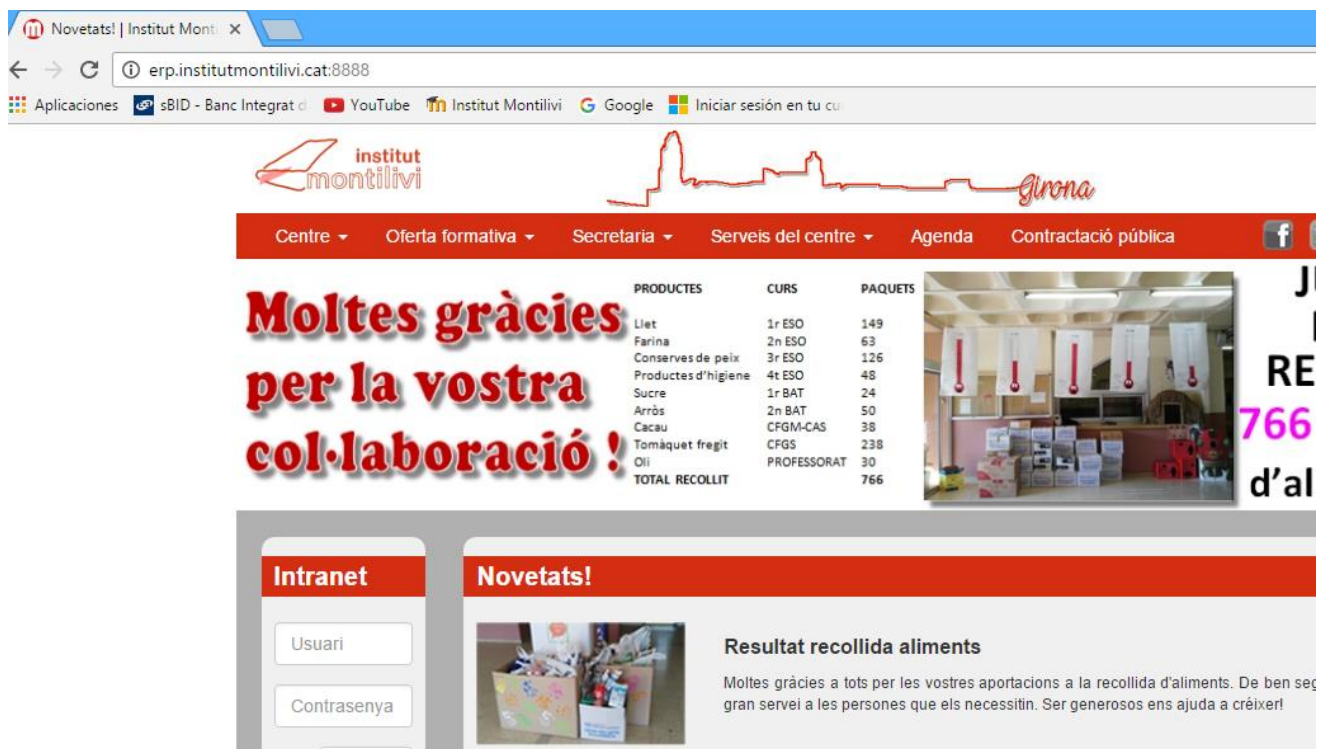 Novetats! | Institut Monti
erp.institutmontilivi.cat:8888
Aplicaciones sBID - Banc Integrat d YouTube Institut Montilivi Google Iniciar sesión en tu cu
institut
montilivi
Girona
Centre Oferta formativa Secretaria Serveis del centre Agenda Contractació pública
Moltes gràcies
per la vostra
col·laboració !
PRODUCTES CURS PAQUETS
Llet 1r ESO 149
Farina 2n ESO 63
Conserves de peix 3r ESO 126
Productes d'higiene 4t ESO 48
Sucre 1r BAT 24
Arròs 2n BAT 50
Cacau CFGM-CAS 38
Tomàquet fregit CFGS 238
Oli PROFESSORAT 30
TOTAL RECOLLIT 766
RE
766
d'al
Intranet
Usuari
Contrasenya
Novetats!
Resultat recollida aliments
Moltes gràcies a tots per les vostres aportacions a la recollida d'aliments. De ben seg
gran servei a les persones que els necessitin. Ser generosos ens ajuda a créixer!